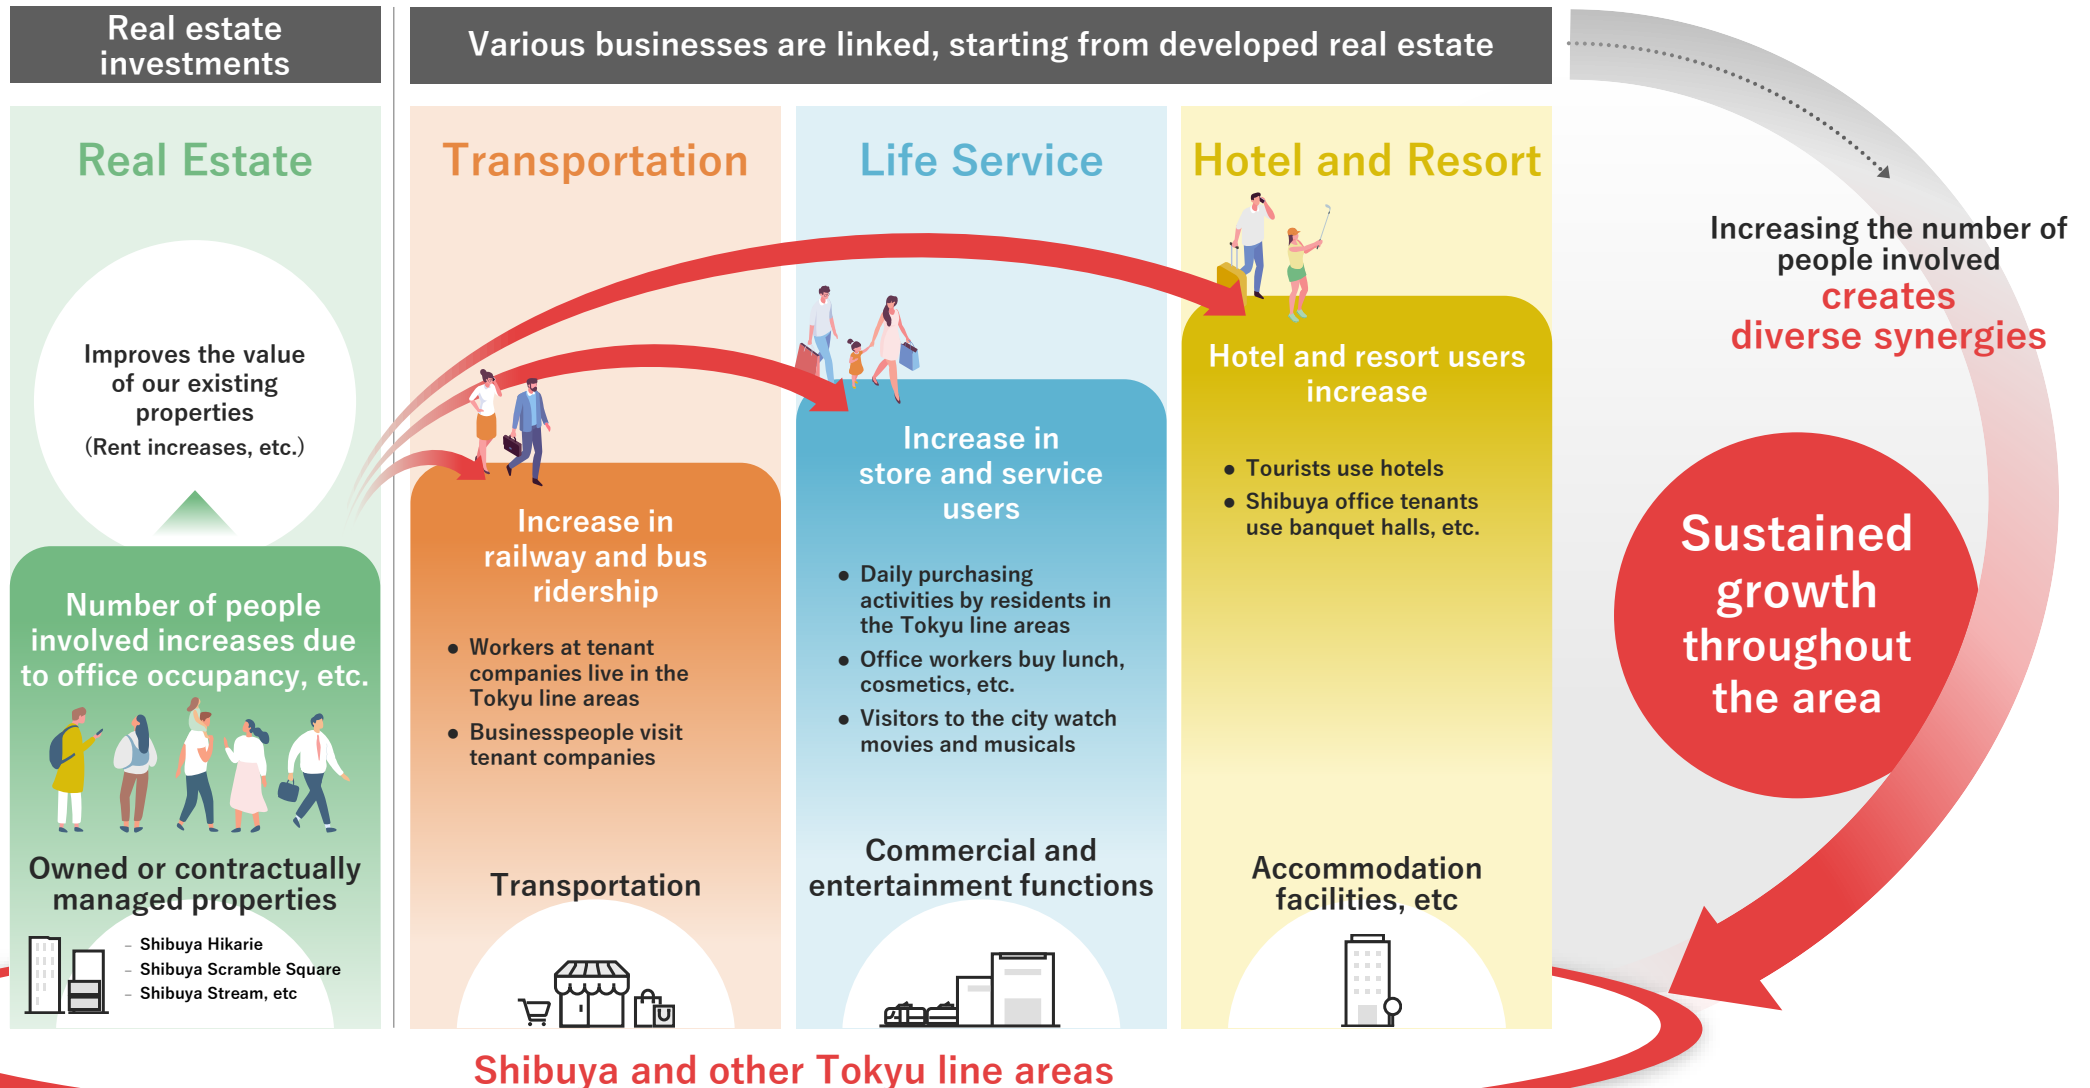 Real estate
investments
Various businesses are linked, starting from developed real estate
Real Estate
Improves the value
of our existing
properties
(Rent increases, etc.)
Number of people
involved increases due
to office occupancy, etc.
Owned or contractually
managed properties
– Shibuya Hikarie
– Shibuya Scramble Square
– Shibuya Stream, etc
Transportation
Increase in
railway and bus
ridership
● Workers at tenant
companies live in the
Tokyu line areas
● Businesspeople visit
tenant companies
Transportation
Life Service
Increase in
store and service
users
● Daily purchasing
activities by residents in
the Tokyu line areas
● Office workers buy lunch,
cosmetics, etc.
● Visitors to the city watch
movies and musicals
Commercial and
entertainment functions
Hotel and Resort
Hotel and resort users
increase
● Tourists use hotels
● Shibuya office tenants
use banquet halls, etc.
Accommodation
facilities, etc
Increasing the number of
people involved
creates
diverse synergies
Sustained
growth
throughout
the area
Shibuya and other Tokyu line areas